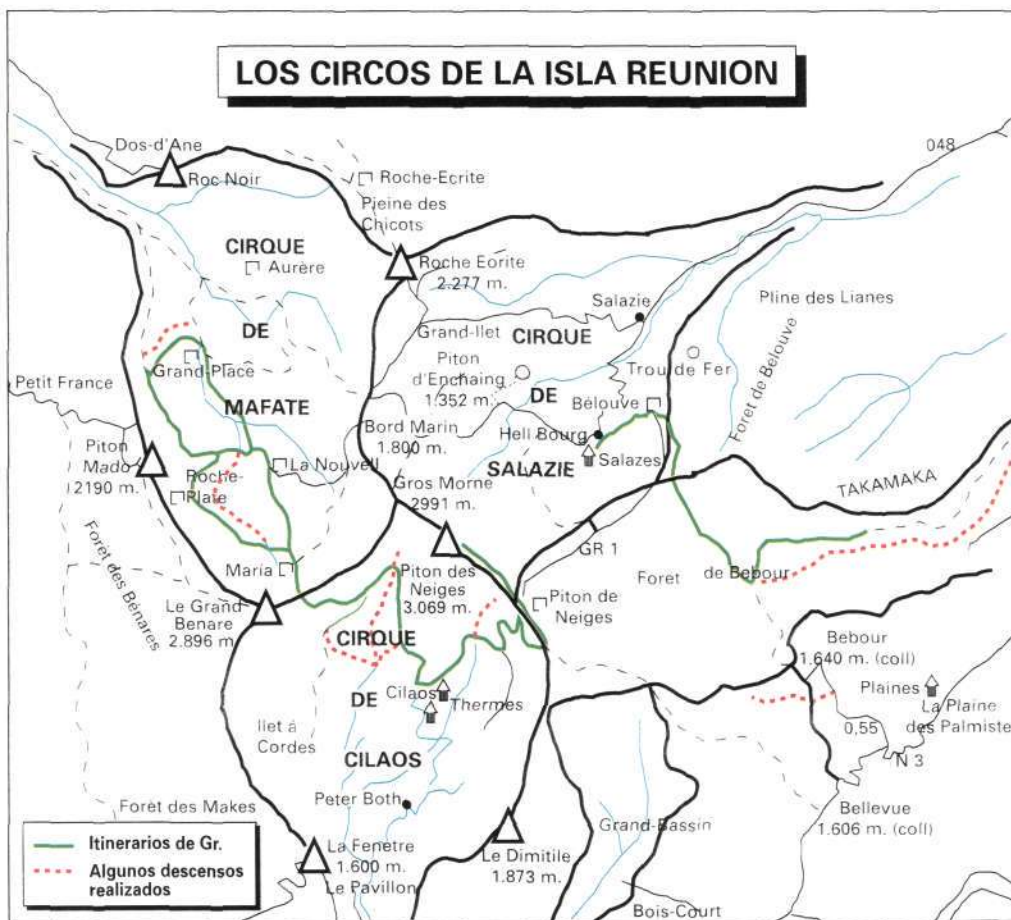 LOS CIRCOS DE LA ISLA REUNION
Dos-d'Ane
Roc Noir
Roche-Ecrite
Pieine des
Chicots
048
CIRQUE
Aurère
Roche Eorite
2.277 m.
Salazie
Pline des Lianes
DE
Grand-Ilet
CIRQUE
Grand-Place
Piton
d'Enchaing
1.352 m.
Trou de Fer
Foret de Belouve
Petit France
MAFATE
DE
Bélouve
Bord Marin
1.800 m.
Hell Bourg
Piton
Mado
2190 m.
La Nouvell
Roche-
Plate
Gros Morne
2991 m.
SALAZIE
Salazes
TAKAMAKA
GR 1
Foret des Bénares
Maria
Piton des
Neiges
3.069 m.
Foret de Bebour
Piton de
Neiges
Le Grand
Benare
2.896 m.
CIRQUE
Bebour
1.640 m. (coll)
DE
Cilaos
Thermes
Plaines
La Plaine
des Palmiste
Ilet á
Cordes
0,55
N 3
CILAOS
Forêt des Makes
Peter Both
Bellevue
1.606 m. (coll)
Grand-Bassin
La Fenetre
1.600 m.
Le Pavillon
Le Dimitile
1.873 m.
Bois-Court
Itinerarios de Gr.
Algunos descensos
realizados